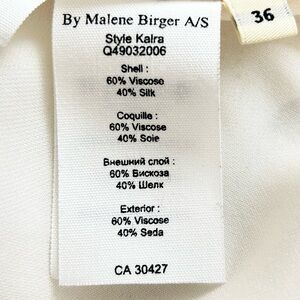 By Malene Birger A/S
36
Style Kalra
Q49032006
Shell :
60% Viscose
40% Silk
Coquille :
60% Viscose
40% Soie
Внешний слой :
60% Вискоза
40% Шелк
Exterior :
60% Viscose
40% Seda
CA 30427